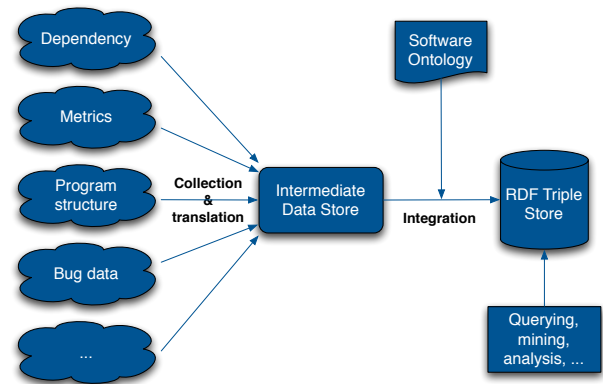 Dependency
Metrics
Program
structure
Bug data
...
Collection
&
translation
Intermediate
Data Store
Software
Ontology
Integration
RDF Triple
Store
Querying,
mining,
analysis, ...